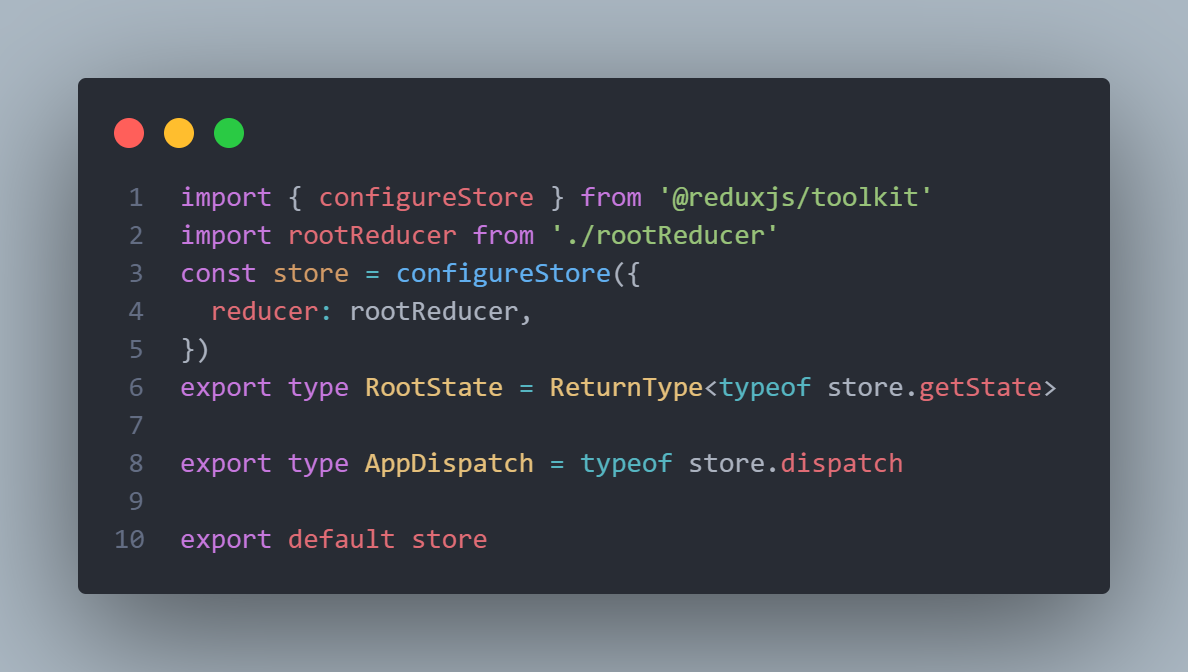 1 import { configureStore } from '@reduxjs/toolkit'
2 import rootReducer from './rootReducer'
3 const store = configureStore({
4   reducer: rootReducer,
5 })
6 export type RootState = ReturnType<typeof store.getState>
7
8 export type AppDispatch = typeof store.dispatch
9
10 export default store